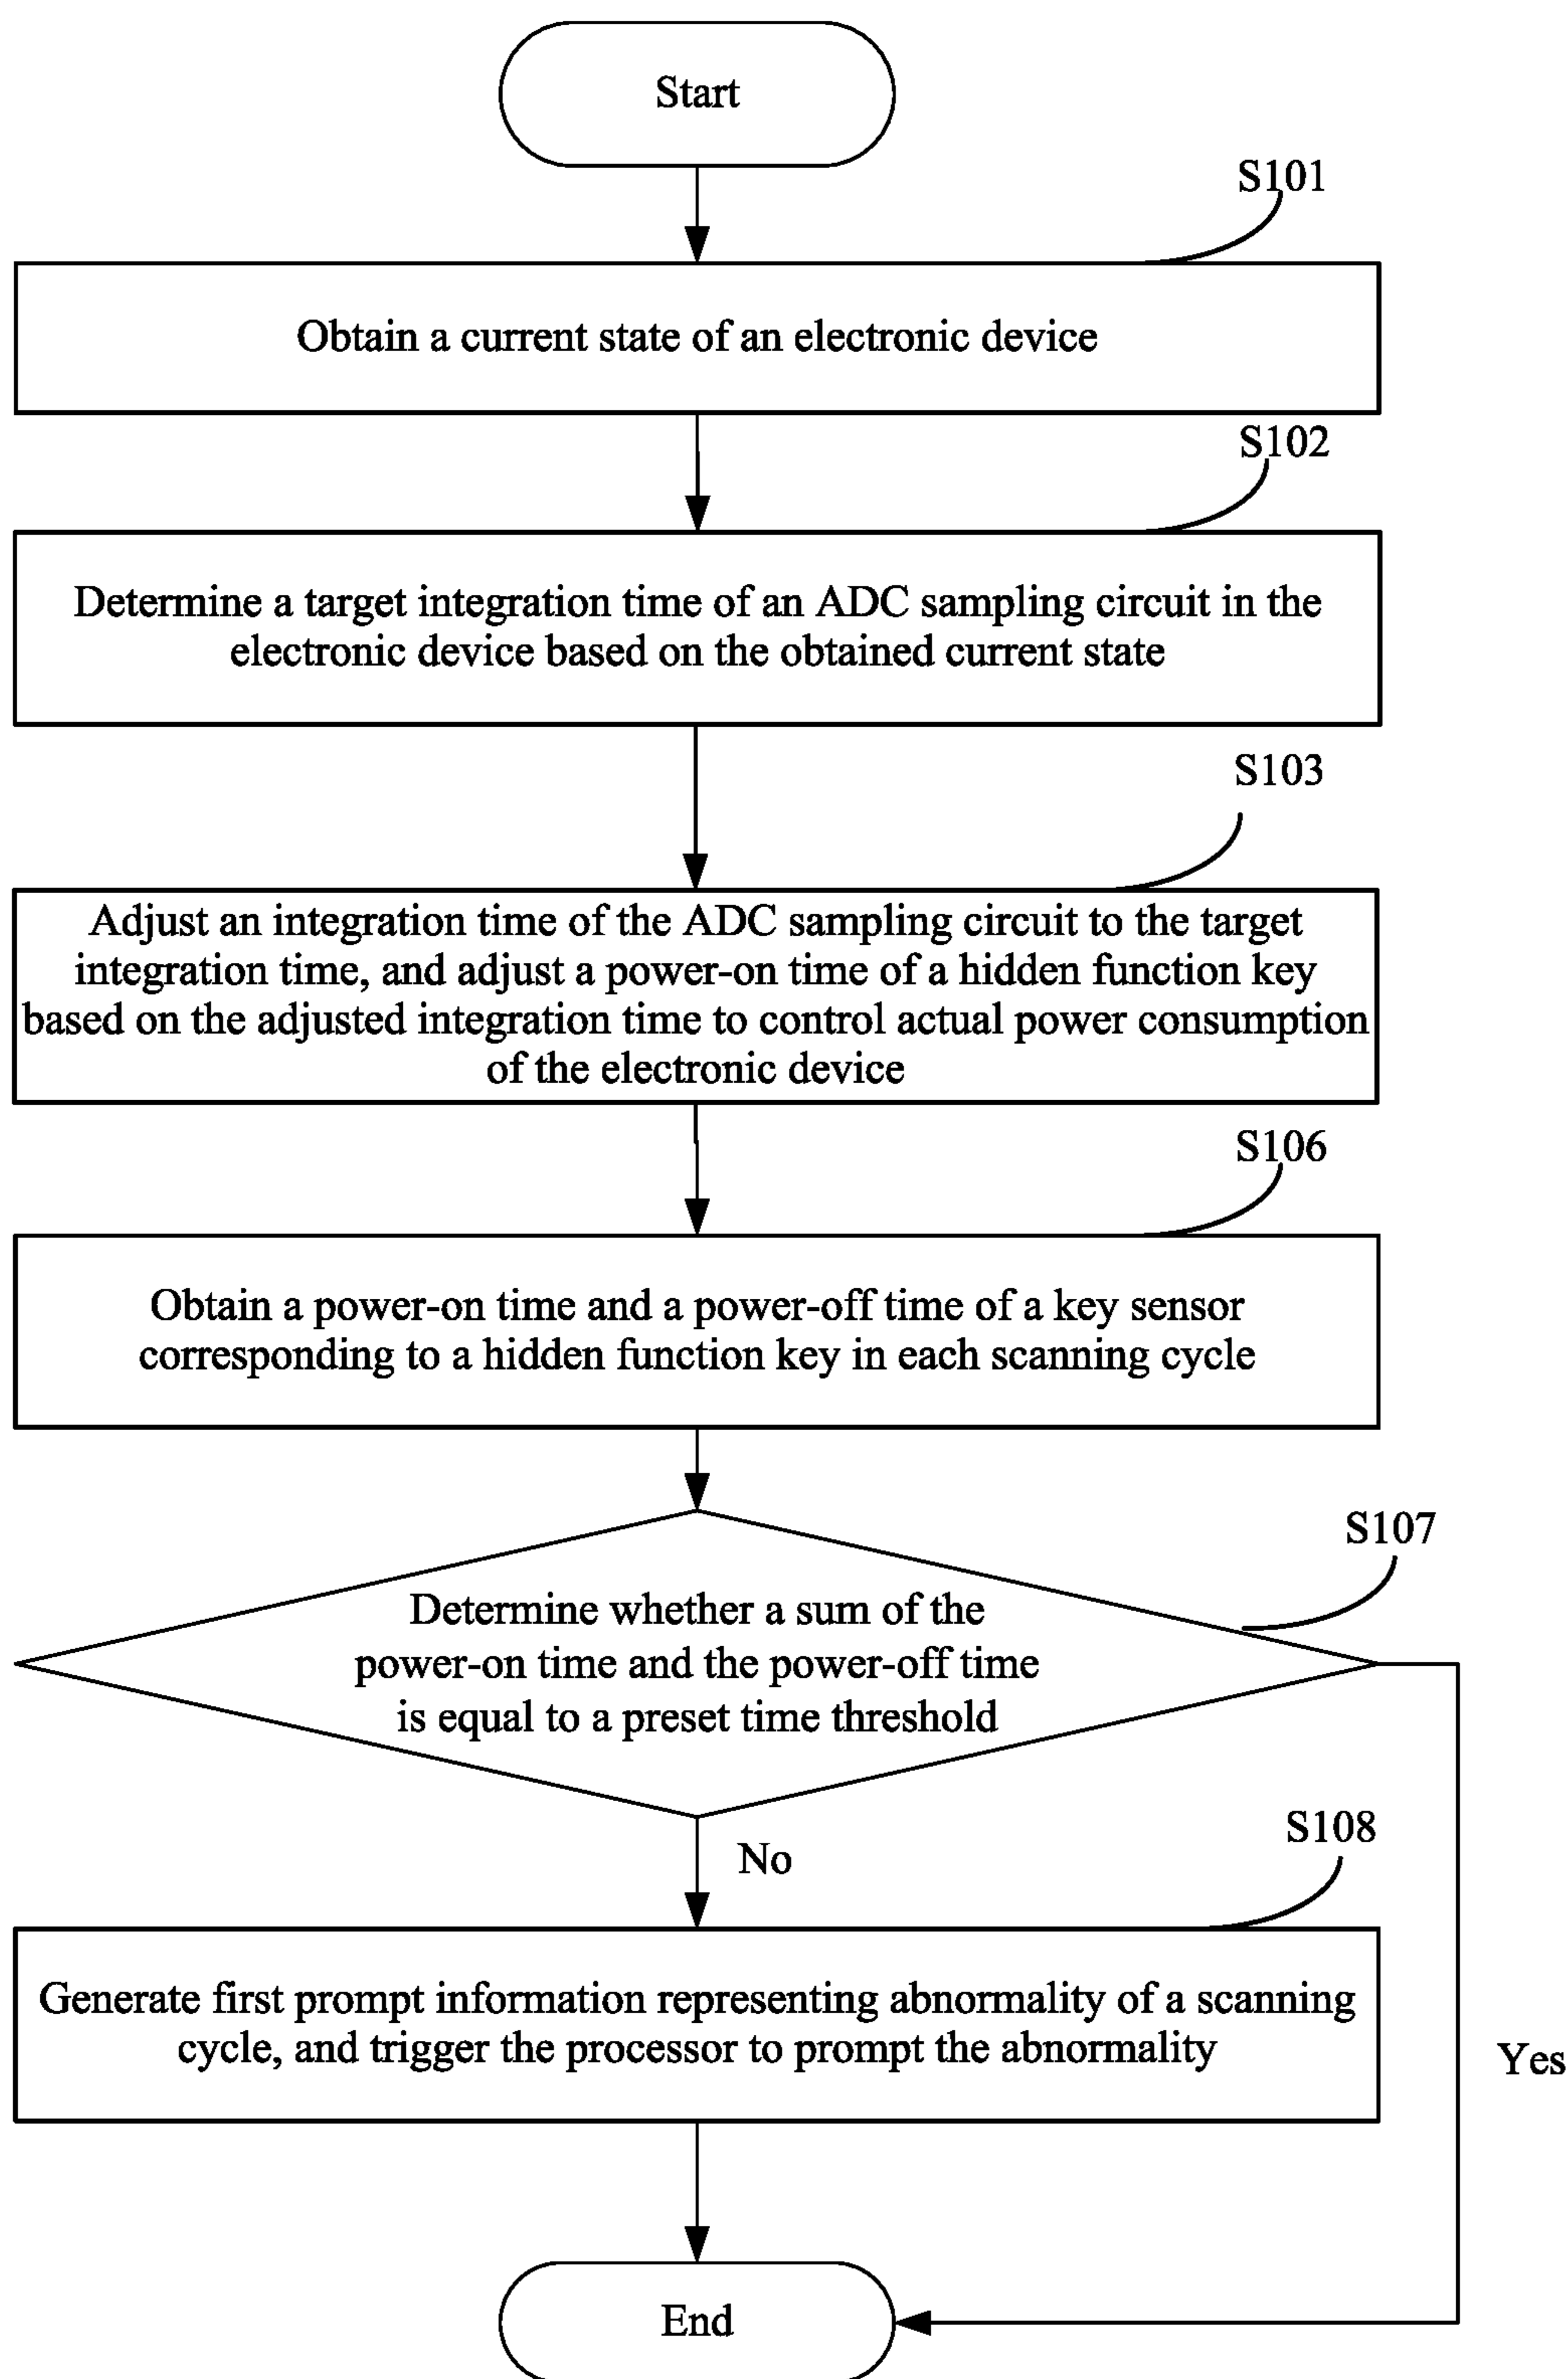 Start
S101
Obtain a current state of an electronic device
S102
Determine a target integration time of an ADC sampling circuit in the
electronic device based on the obtained current state
S103
Adjust an integration time of the ADC sampling circuit to the target
integration time, and adjust a power-on time of a hidden function key
based on the adjusted integration time to control actual power consumption
of the electronic device
S106
Obtain a power-on time and a power-off time of a key sensor
corresponding to a hidden function key in each scanning cycle
S107
Determine whether a sum of the
power-on time and the power-off time
is equal to a preset time threshold
No
S108
Generate first prompt information representing abnormality of a scanning
cycle, and trigger the processor to prompt the abnormality
Yes
End